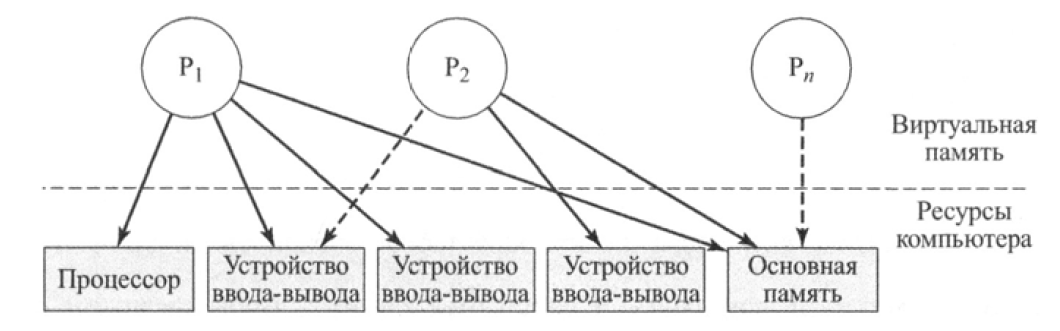 P1
P2
Pn
Виртуальная
память
Ресурсы
компьютера
Процессор
Устройство
ввода-вывода
Устройство
ввода-вывода
Устройство
ввода-вывода
Основная
память